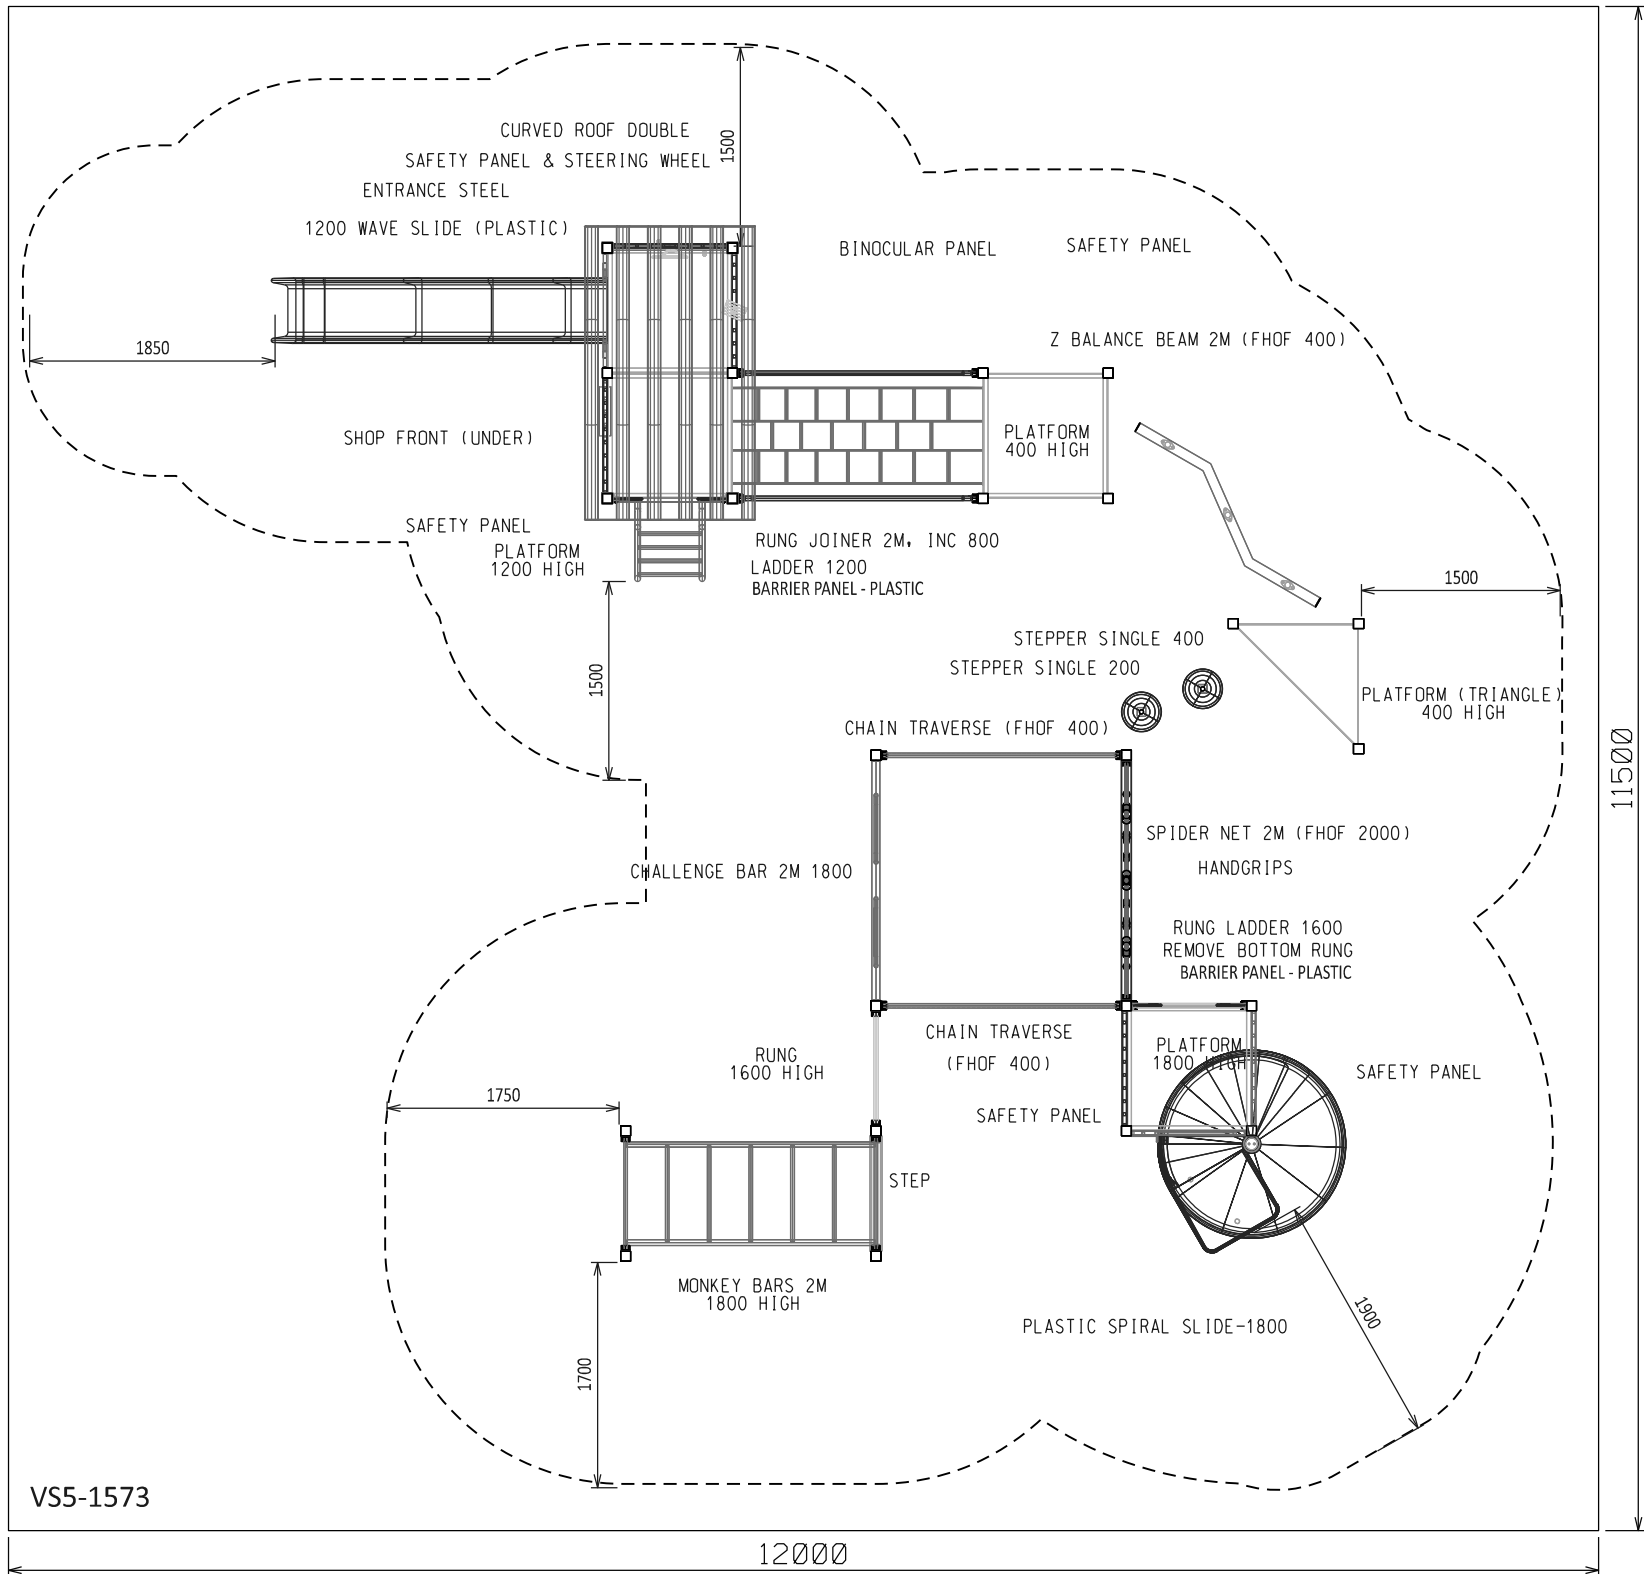 CURVED ROOF DOUBLE
1500
SAFETY PANEL & STEERING WHEEL
ENTRANCE STEEL
1200 WAVE SLIDE (PLASTIC)
BINOCULAR PANEL
SAFETY PANEL
1850
Z BALANCE BEAM 2M (FHOF 400)
SHOP FRONT (UNDER)
PLATFORM
400 HIGH
SAFETY PANEL
PLATFORM
1200 HIGH
RUNG JOINER 2M, INC 800
LADDER 1200
BARRIER PANEL - PLASTIC
1500
1500
STEPPER SINGLE 400
STEPPER SINGLE 200
PLATFORM (TRIANGLE)
400 HIGH
CHAIN TRAVERSE (FHOF 400)
11500
SPIDER NET 2M (FHOF 2000)
HANDGRIPS
CHALLENGE BAR 2M 1800
RUNG LADDER 1600
REMOVE BOTTOM RUNG
BARRIER PANEL - PLASTIC
CHAIN TRAVERSE
(FHOF 400)
RUNG
1600 HIGH
PLATFORM
1800 HIGH
SAFETY PANEL
1750
SAFETY PANEL
STEP
MONKEY BARS 2M
1800 HIGH
PLASTIC SPIRAL SLIDE-1800
1900
1700
VS5-1573
12000